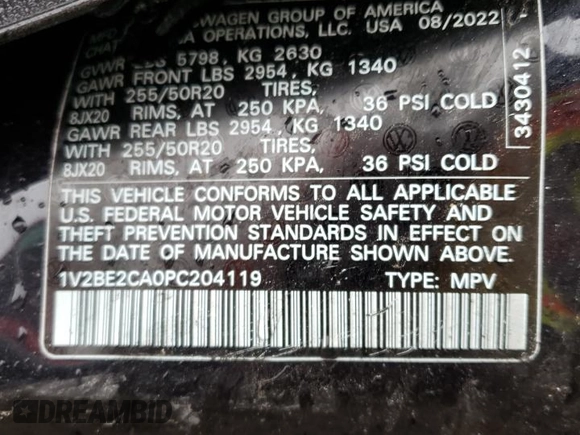 WAGEN GROUP OF AMERICA
OPERATIONS, LLC. USA 08/2022
GVWR LBS 5798, KG 2630
GAWR FRONT LBS 2954, KG 1340
WITH 255/50R20 TIRES,
8JX20 RIMS, AT 250 KPA, 36 PSI COLD
GAWR REAR LBS 2954, KG 1340
WITH 255/50R20 TIRES,
8JX20 RIMS, AT 250 KPA, 36 PSI COLD
THIS VEHICLE CONFORMS TO ALL APPLICABLE
U.S. FEDERAL MOTOR VEHICLE SAFETY AND
THEFT PREVENTION STANDARDS IN EFFECT ON
THE DATE OF MANUFACTURE SHOWN ABOVE.
1V2BE2CA0PC204119 TYPE: MPV
3430412
DREAMBID